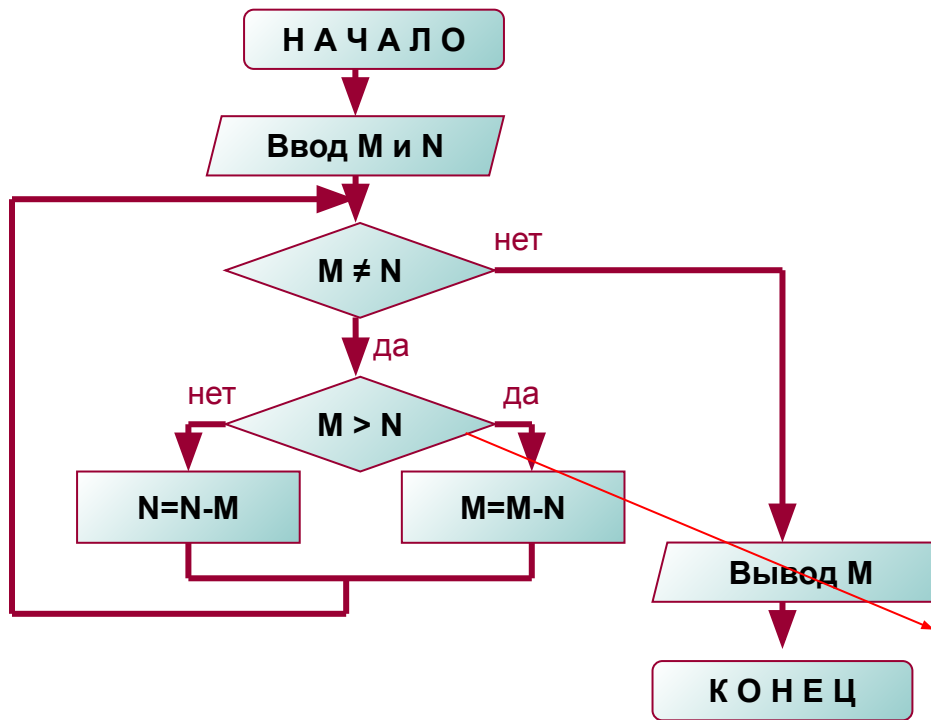 Н А Ч А Л О
Ввод M и N
M ≠ N
нет
да
M > N
нет
да
N=N-M
M=M-N
Вывод M
К О Н Е Ц